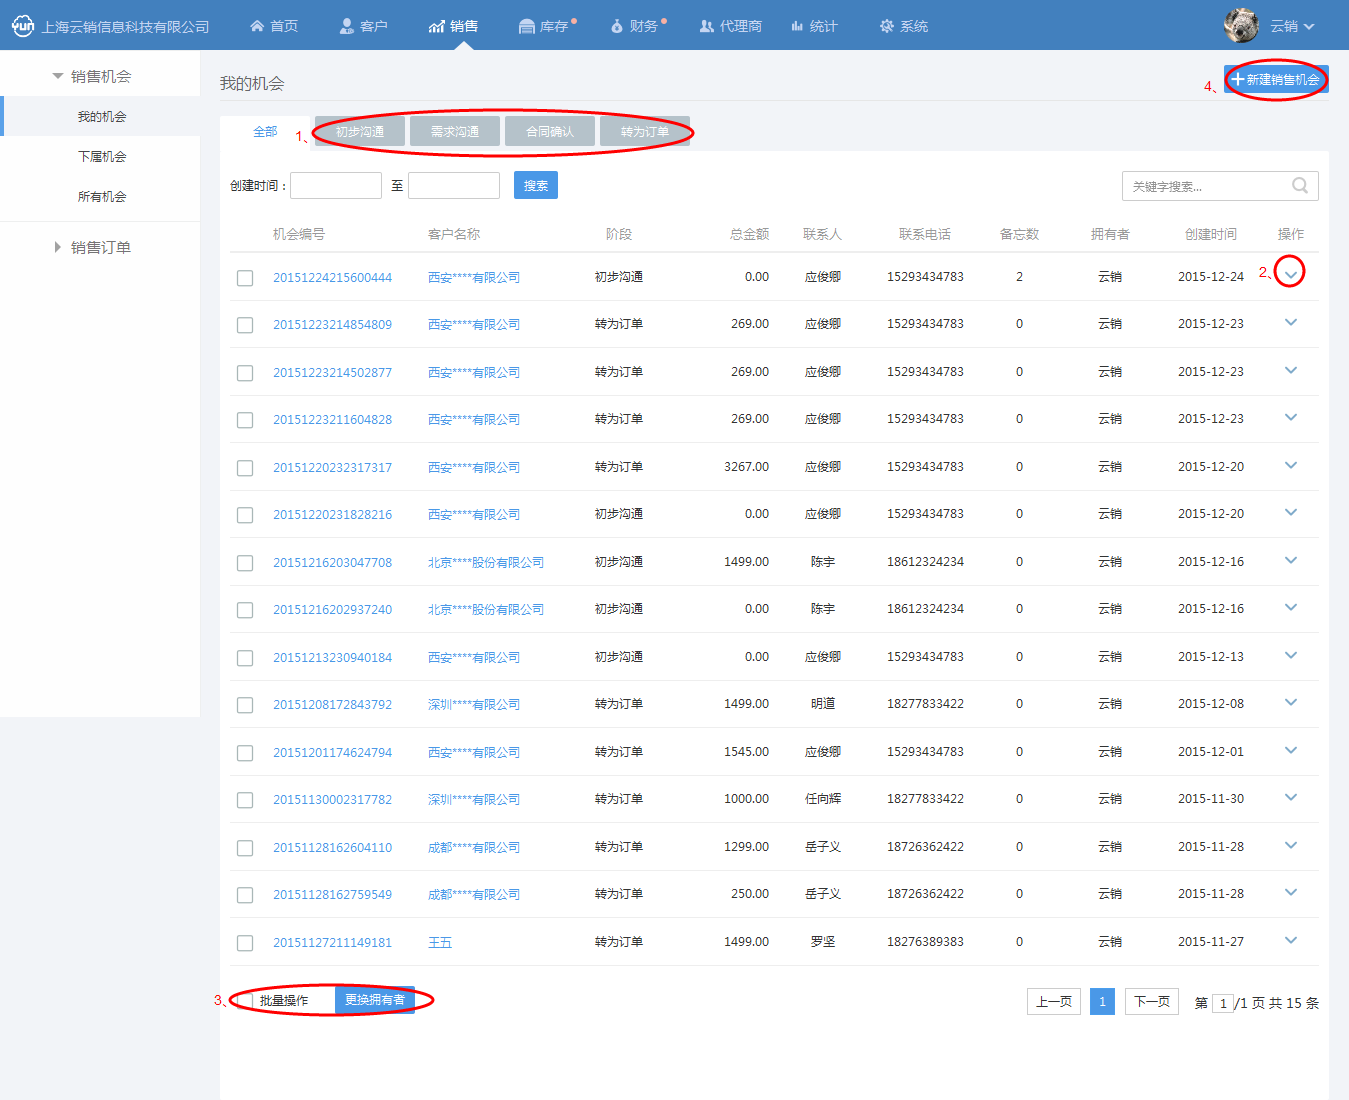 yun 上海云销信息科技有限公司 首页 客户 销售 库存 财务 代理商 统计 系统 云销
销售机会
我的机会
下属机会
所有机会
销售订单
我的机会
4、 +新建销售机会
全部 1、 初步沟通 需求沟通 合同确认 转为订单
创建时间： 至 搜索 关键字搜索...
机会编号 客户名称 阶段 总金额 联系人 联系电话 备忘数 拥有者 创建时间 操作
20151224215600444 西安****有限公司 初步沟通 0.00 应俊卿 15293434783 2 云销 2015-12-24 2、
20151223214854809 西安****有限公司 转为订单 269.00 应俊卿 15293434783 0 云销 2015-12-23
20151223214502877 西安****有限公司 转为订单 269.00 应俊卿 15293434783 0 云销 2015-12-23
20151223211604828 西安****有限公司 转为订单 269.00 应俊卿 15293434783 0 云销 2015-12-23
20151220232317317 西安****有限公司 转为订单 3267.00 应俊卿 15293434783 0 云销 2015-12-20
20151220231828216 西安****有限公司 初步沟通 0.00 应俊卿 15293434783 0 云销 2015-12-20
20151216203047708 北京****股份有限公司 初步沟通 1499.00 陈宇 18612324234 0 云销 2015-12-16
20151216202937240 北京****股份有限公司 初步沟通 0.00 陈宇 18612324234 0 云销 2015-12-16
20151213230940184 西安****有限公司 初步沟通 0.00 应俊卿 15293434783 0 云销 2015-12-13
20151208172843792 深圳****有限公司 转为订单 1499.00 明道 18277833422 0 云销 2015-12-08
20151201174624794 西安****有限公司 转为订单 1545.00 应俊卿 15293434783 0 云销 2015-12-01
20151130002317782 深圳****有限公司 转为订单 1000.00 任向辉 18277833422 0 云销 2015-11-30
20151128162604110 成都****有限公司 转为订单 1299.00 岳子义 18726362422 0 云销 2015-11-28
20151128162759549 成都****有限公司 转为订单 250.00 岳子义 18726362422 0 云销 2015-11-28
20151127211149181 王五 转为订单 1499.00 罗坚 18276389383 0 云销 2015-11-27
3、 批量操作 更换拥有者 上一页 1 下一页 第 1 /1 页 共 15 条